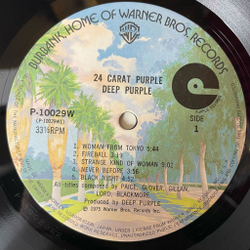 BURBANK, HOME OF WARNER BROS. RECORDS
24 CARAT PURPLE
DEEP PURPLE
P-10029W
(P-10029W1)
33⅓RPM
SIDE
1
1. WOMAN FROM TOKYO 5:44
2. FIREBALL 3:
3. STRANGE KIND OF WOMAN 5:02
4. NEVER BEFORE 3:56
5. BLACK NIGHT 4:52
All titles composed by PAICE, GLOVER, GILLAN,
LORD, BLACKMORE
Produced by DEEP PURPLE
℗ 1975 Warner Bros. Records Inc.